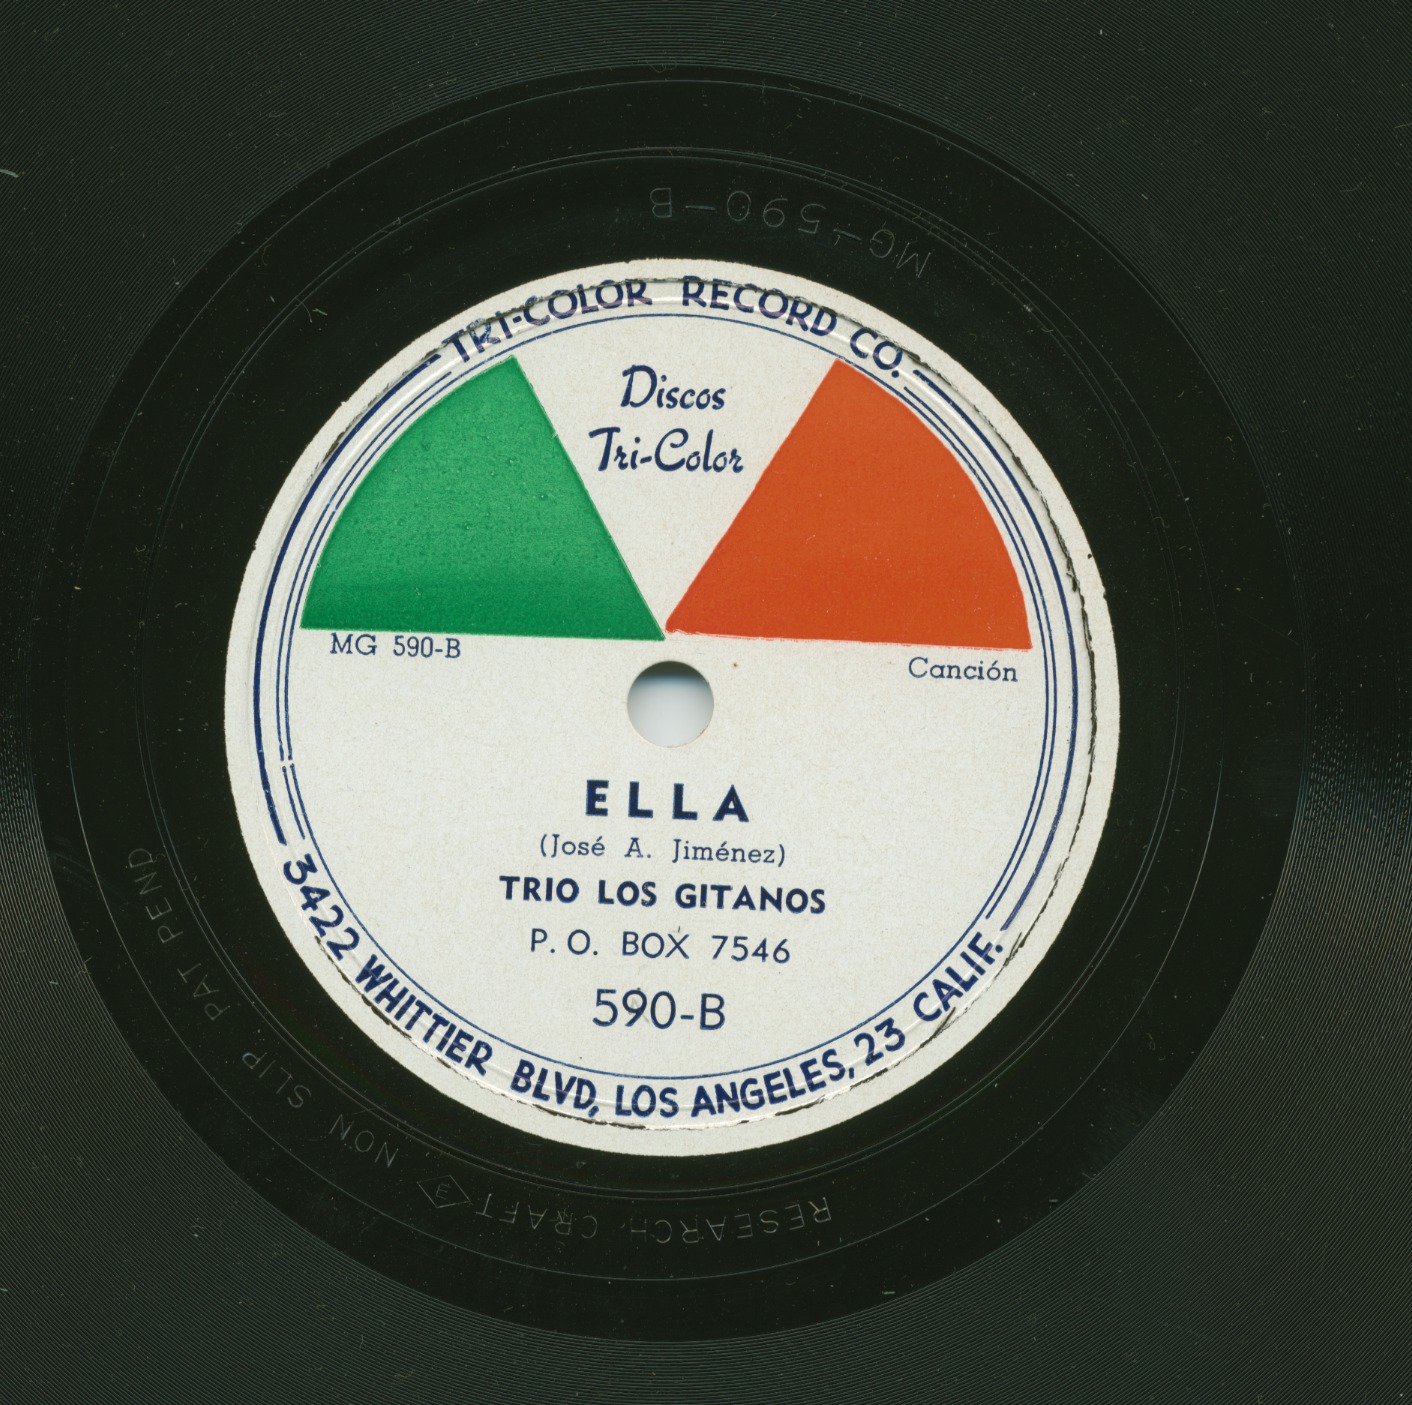 TRI-COLOR RECORD CO.
Discos
Tri-Color
MG 590-B
Canción
ELLA
(José A. Jiménez)
TRIO LOS GITANOS
P. O. BOX 7546
590-B
3422 WHITTIER BLVD, LOS ANGELES, 23 CALIF.
MG-590-B
RESEARCH CRAFT E NON SLIP PAT PEND